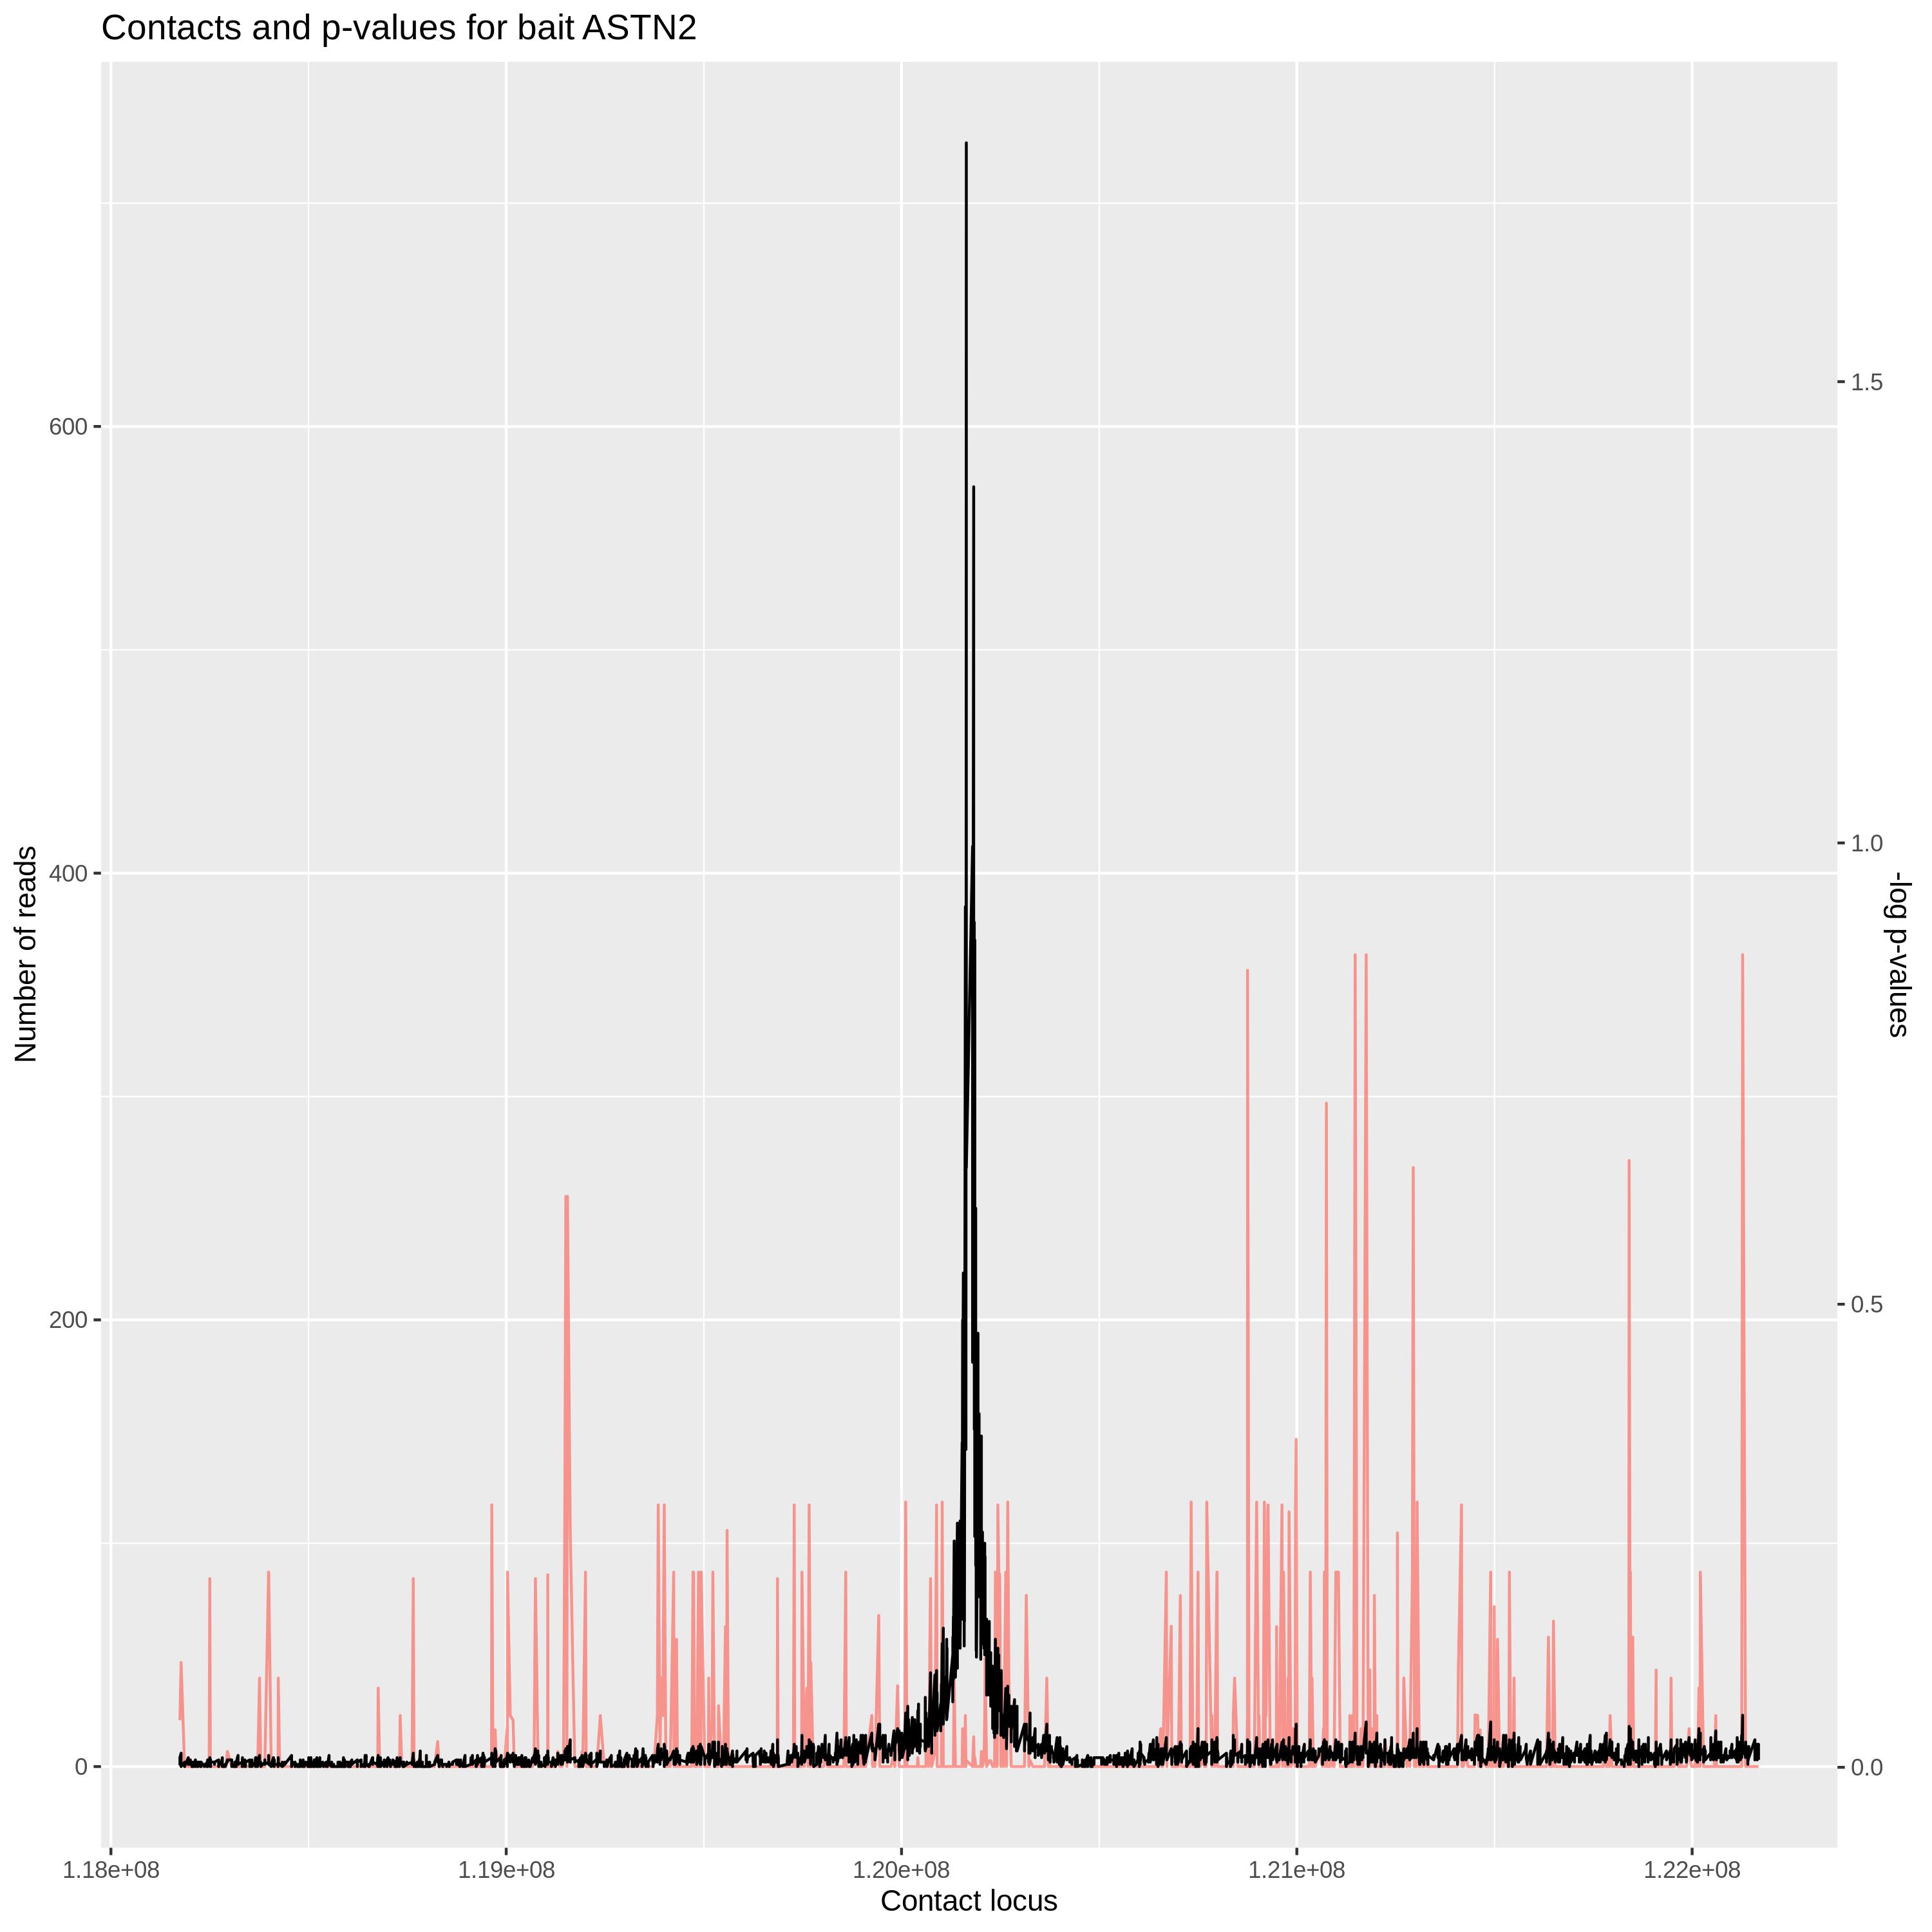 Contacts and p-values for bait ASTN2
600
400
200
0
1.5
1.0
0.5
0.0
Number of reads
-log p-values
1.18e+08 1.19e+08 1.20e+08 1.21e+08 1.22e+08
Contact locus